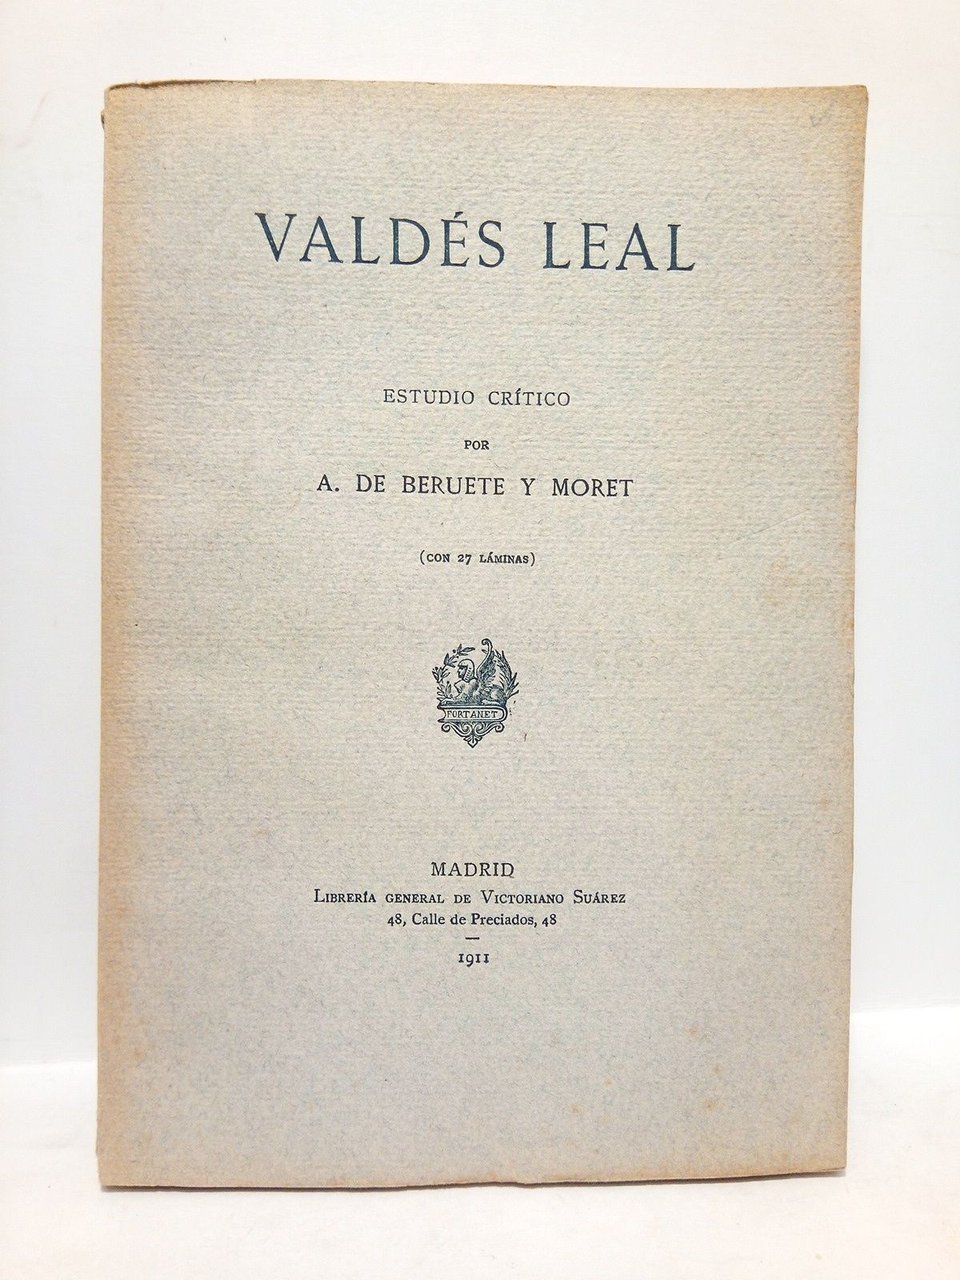 VALDÉS LEAL
ESTUDIO CRÍTICO
POR
A. DE BERUETE Y MORET
(CON 27 LÁMINAS)
FORTANET
MADRID
LIBRERÍA GENERAL DE VICTORIANO SUÁREZ
48, Calle de Preciados, 48
1911